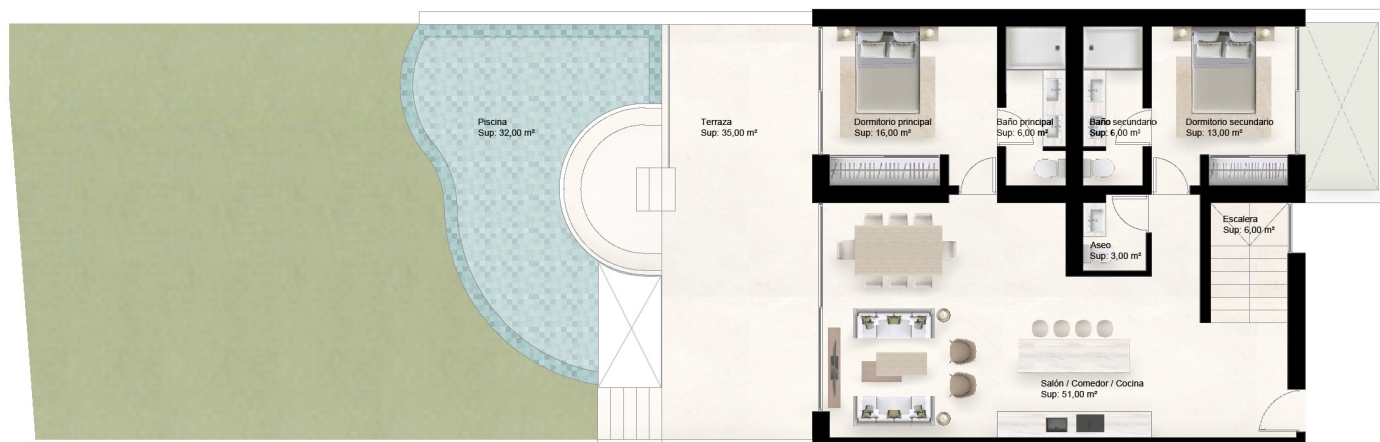 Piscina
Sup: 32,00 m²
Terraza
Sup: 35,00 m²
Dormitorio principal
Sup: 16,00 m²
Baño principal
Sup: 6,00 m²
Baño secundario
Sup: 6,00 m²
Dormitorio secundario
Sup: 13,00 m²
Escalera
Sup: 6,00 m²
Aseo
Sup: 3,00 m²
Salón / Comedor / Cocina
Sup: 51,00 m²